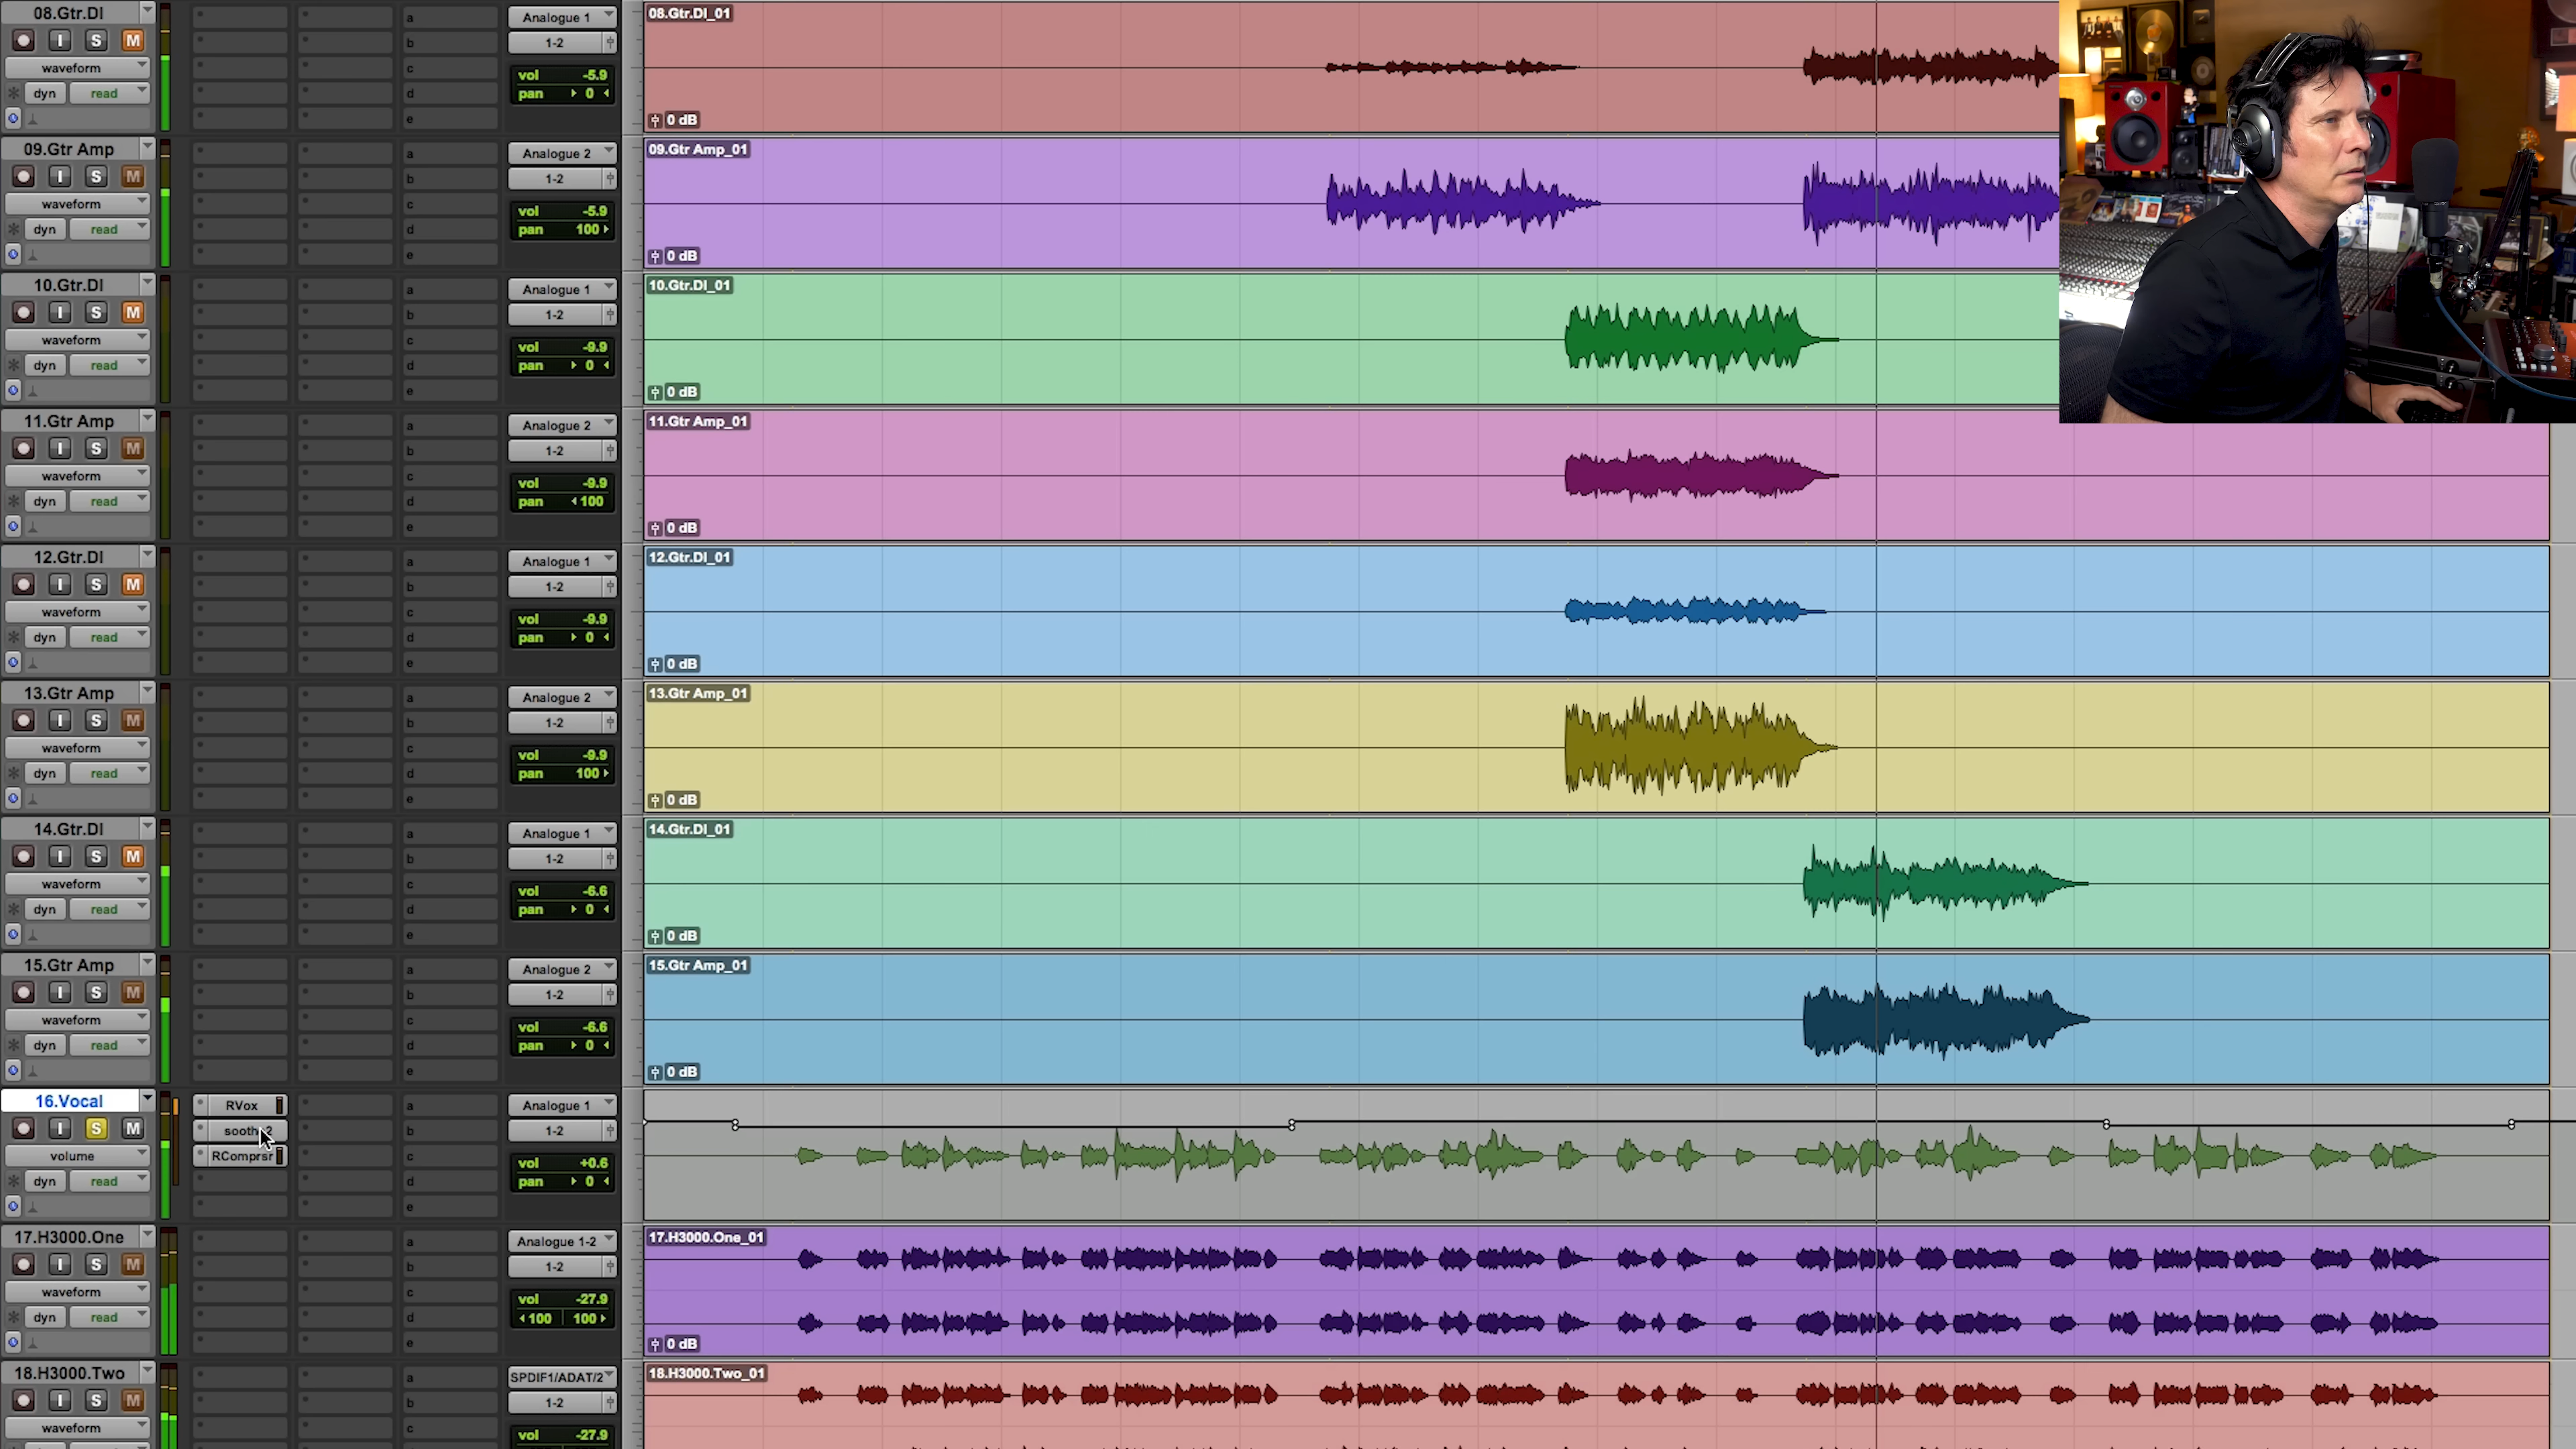 08.Gtr.DI
I S M
waveform
dyn read
a
b
c
d
e
Analogue 1
1-2
vol -5.9
pan 0
08.Gtr.DI_01
0 dB
09.Gtr Amp
I S M
waveform
dyn read
a
b
c
d
e
Analogue 2
1-2
vol -5.9
pan 100
09.Gtr Amp_01
0 dB
10.Gtr.DI
I S M
waveform
dyn read
a
b
c
d
e
Analogue 1
1-2
vol -9.9
pan 0
10.Gtr.DI_01
0 dB
11.Gtr Amp
I S M
waveform
dyn read
a
b
c
d
e
Analogue 2
1-2
vol -9.9
pan 100
11.Gtr Amp_01
0 dB
12.Gtr.DI
I S M
waveform
dyn read
a
b
c
d
e
Analogue 1
1-2
vol -9.9
pan 0
12.Gtr.DI_01
0 dB
13.Gtr Amp
I S M
waveform
dyn read
a
b
c
d
e
Analogue 2
1-2
vol -9.9
pan 100
13.Gtr Amp_01
0 dB
14.Gtr.DI
I S M
waveform
dyn read
a
b
c
d
e
Analogue 1
1-2
vol -6.6
pan 0
14.Gtr.DI_01
0 dB
15.Gtr Amp
I S M
waveform
dyn read
a
b
c
d
e
Analogue 2
1-2
vol -6.6
pan 0
15.Gtr Amp_01
0 dB
16.Vocal
I S M
volume
dyn read
RVox
RComprsr
a
b
c
d
e
Analogue 1
1-2
vol +0.6
pan 0
17.H3000.One
I S M
waveform
dyn read
a
b
c
d
e
Analogue 1-2
1-2
vol -27.9
100 100
17.H3000.One_01
0 dB
18.H3000.Two
I S M
waveform
a
b
c
SPDIF1/ADAT/2
1-2
vol -27.9
18.H3000.Two_01